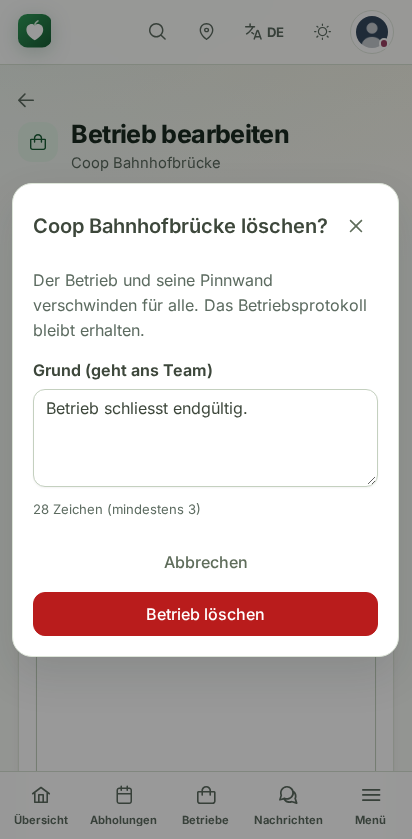 DE
Betrieb bearbeiten
Coop Bahnhofbrücke
Coop Bahnhofbrücke löschen?
Der Betrieb und seine Pinnwand
verschwinden für alle. Das Betriebsprotokoll
bleibt erhalten.
Grund (geht ans Team)
Betrieb schliesst endgültig.
28 Zeichen (mindestens 3)
Abbrechen
Betrieb löschen
Übersicht
Abholungen
Betriebe
Nachrichten
Menü